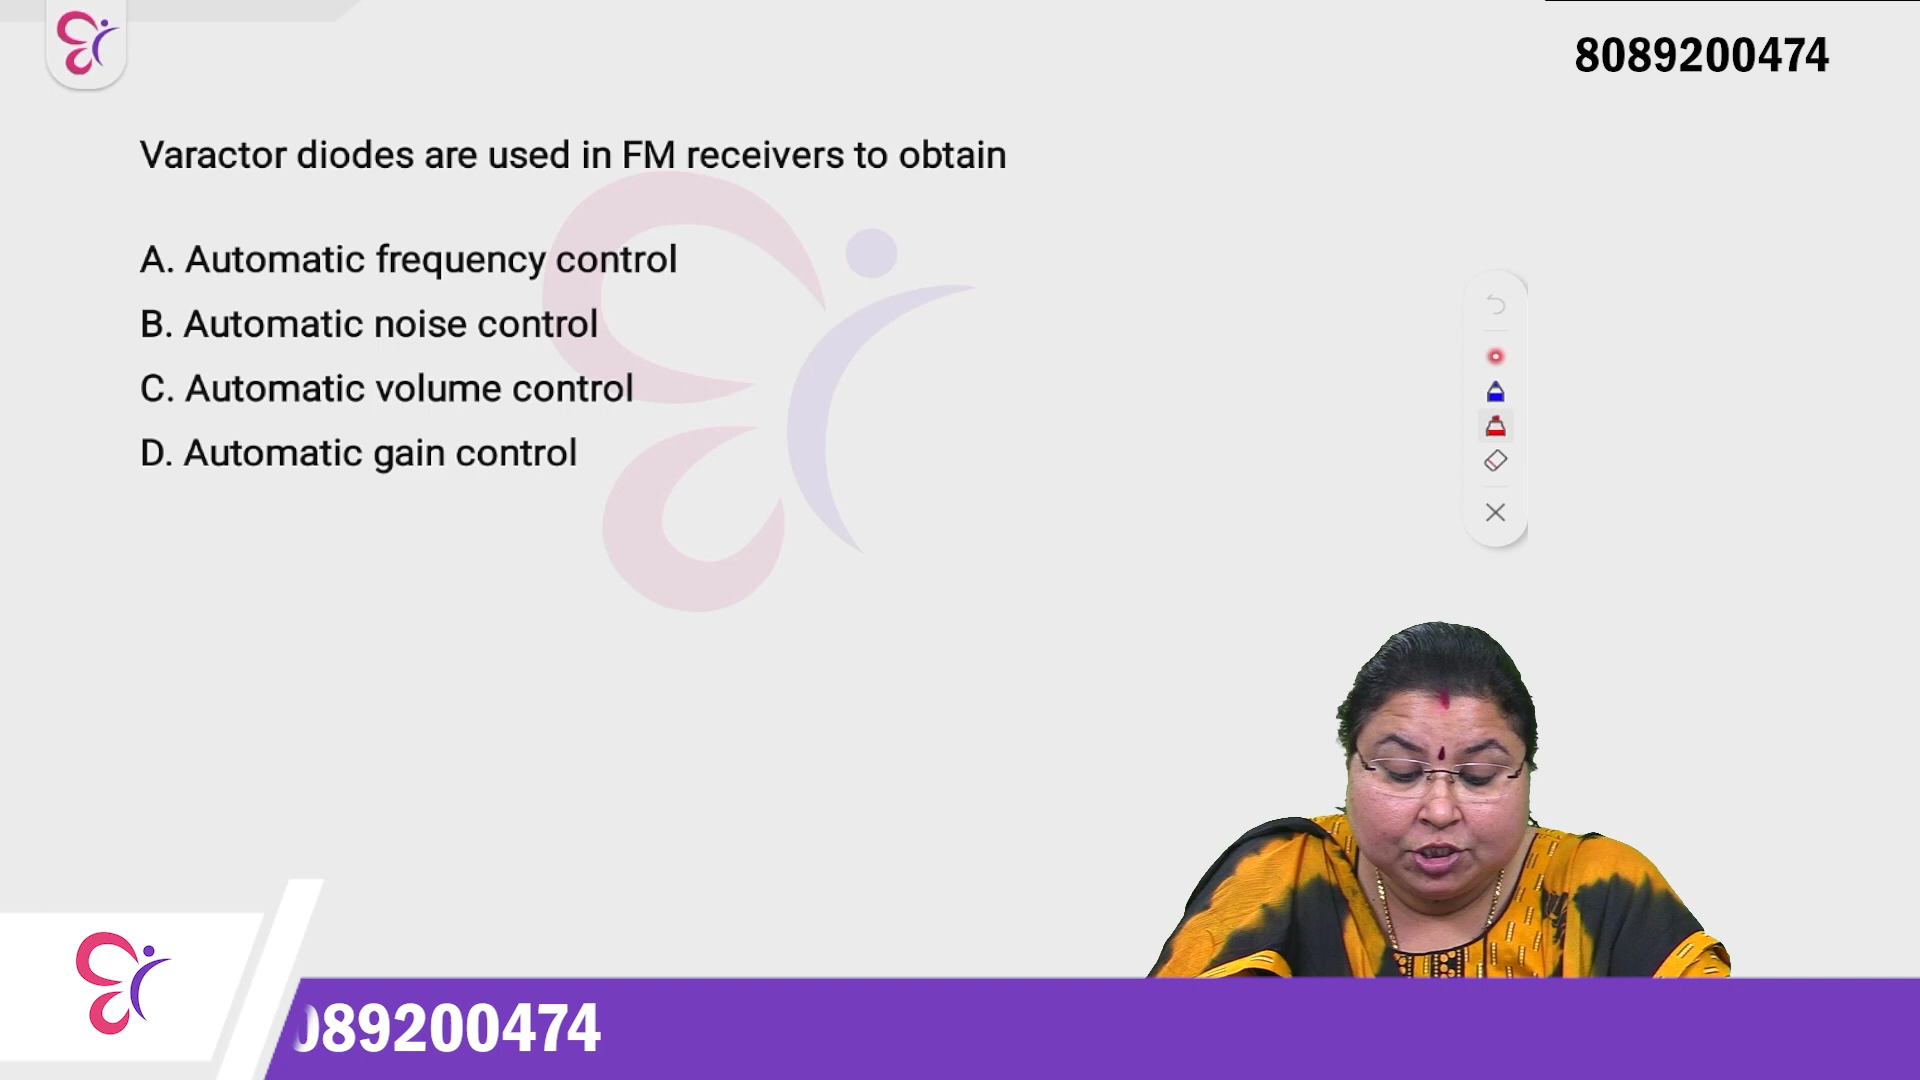 8089200474
Varactor diodes are used in FM receivers to obtain
A. Automatic frequency control
B. Automatic noise control
C. Automatic volume control
D. Automatic gain control
089200474